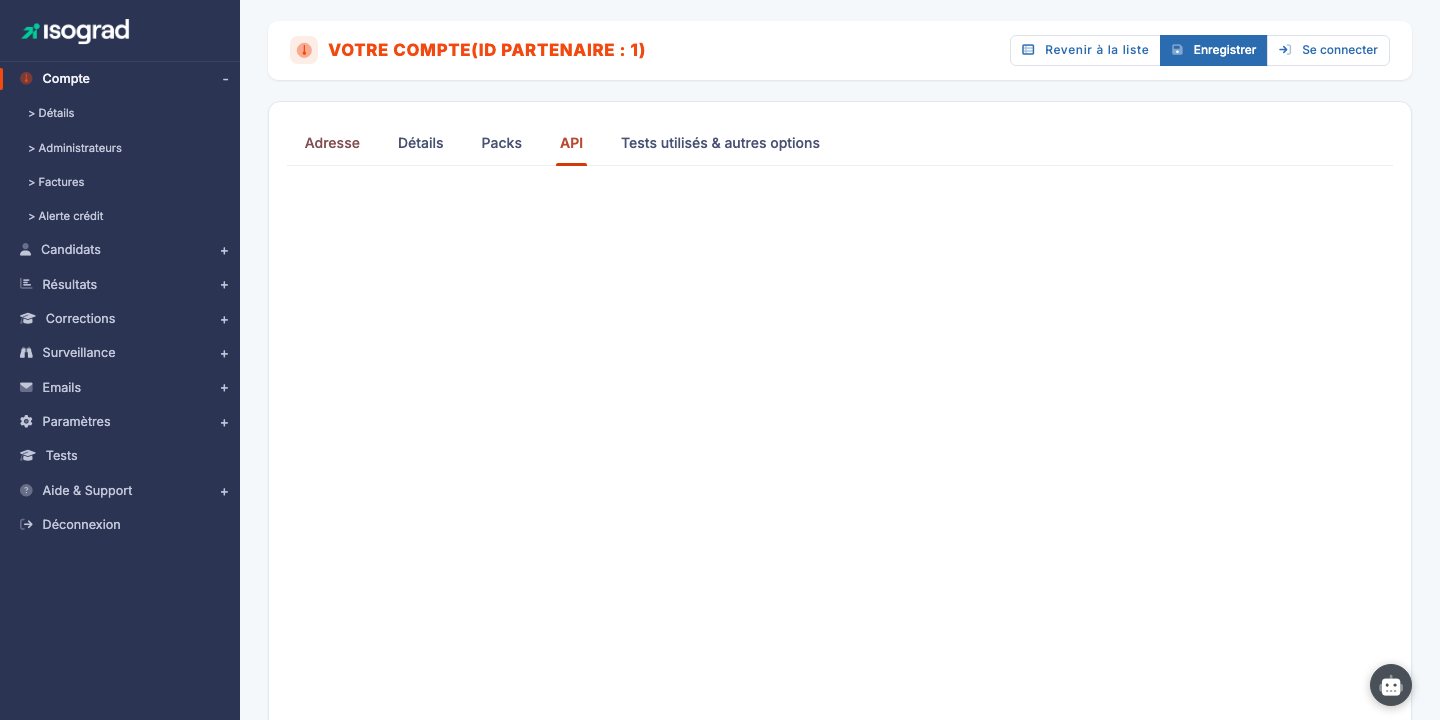 isograd
VOTRE COMPTE(ID PARTENAIRE : 1)
Revenir à la liste
Enregistrer
Se connecter
Compte
-
> Détails
> Administrateurs
> Factures
> Alerte crédit
Candidats
+
Résultats
+
Corrections
+
Surveillance
+
Emails
+
Paramètres
+
Tests
Aide & Support
+
Déconnexion
Adresse
Détails
Packs
API
Tests utilisés & autres options